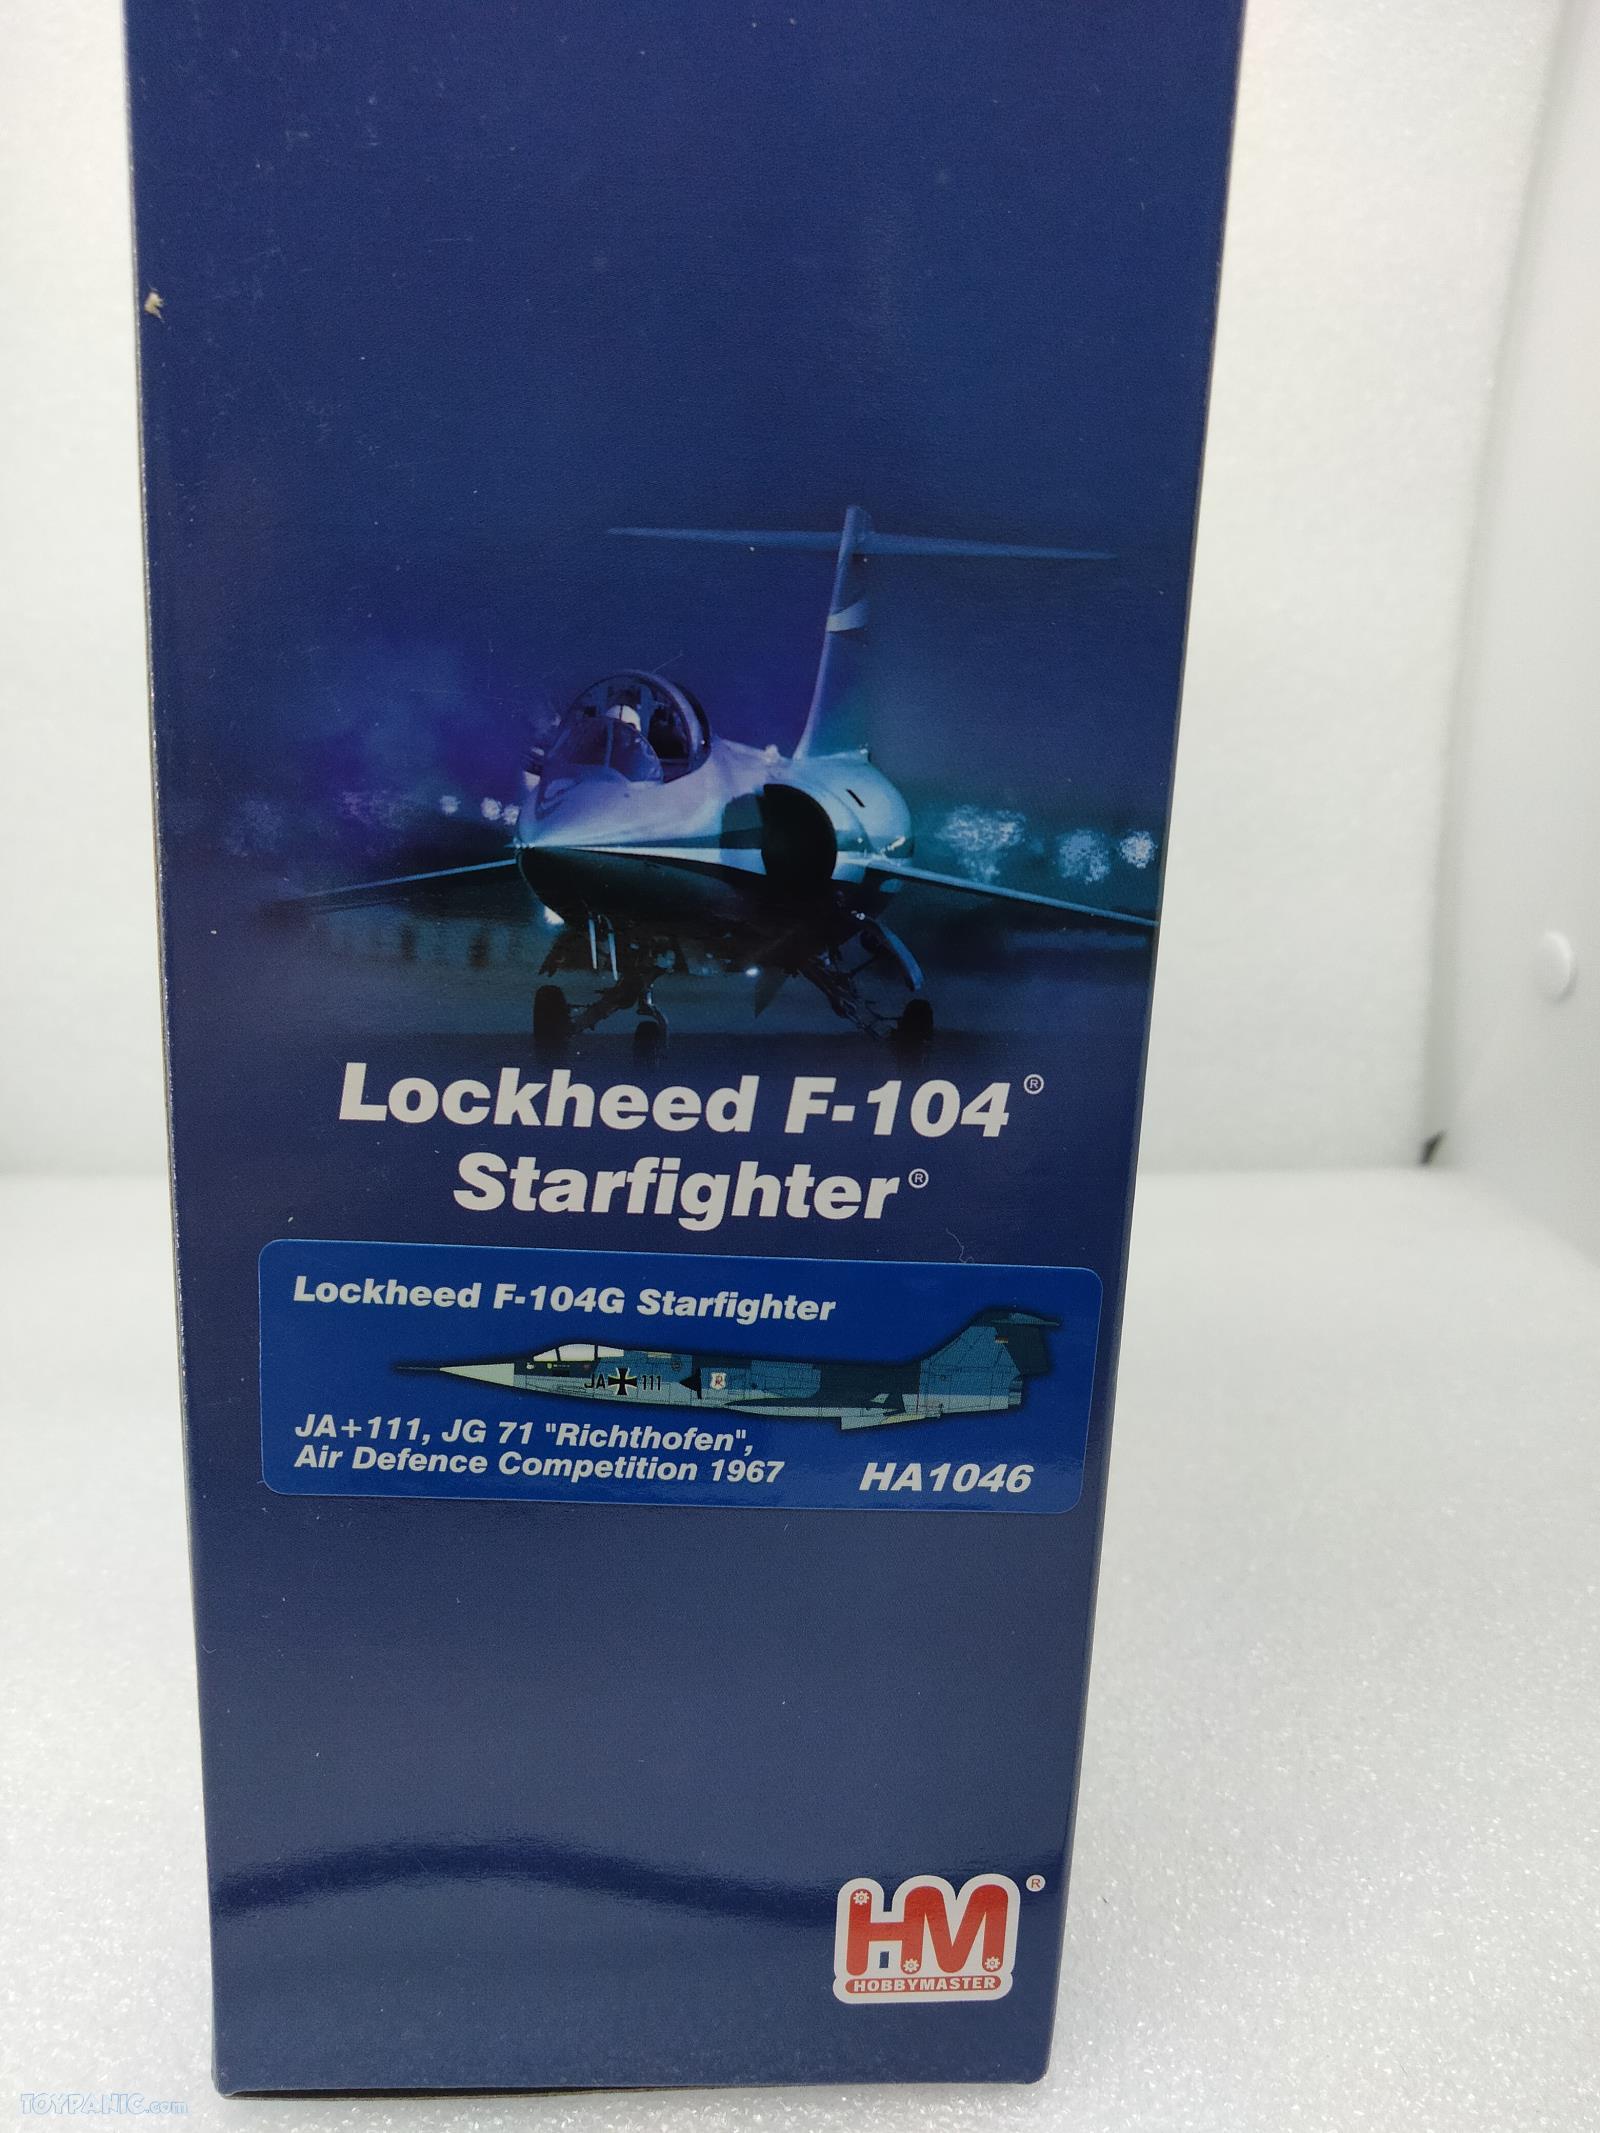 Lockheed F-104®
Starfighter®
Lockheed F-104G Starfighter
JA 111
R
JA+111, JG 71 "Richthofen",
Air Defence Competition 1967
HA1046
HM®
HOBBYMASTER
TOYPANIC.com